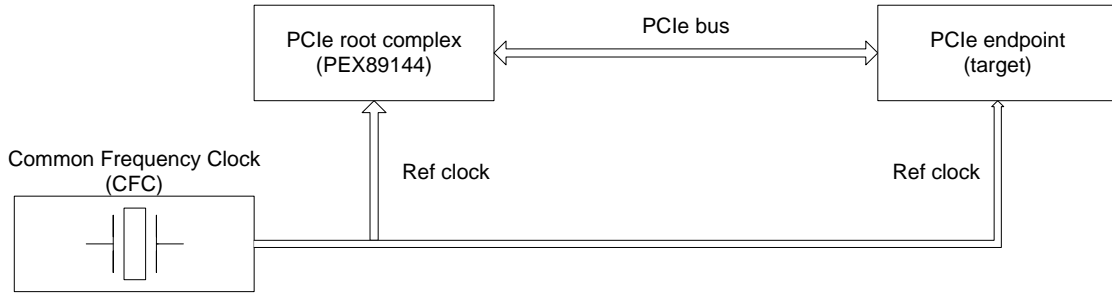 PCIe root complex
(PEX89144)
PCIe bus
PCIe endpoint
(target)
Common Frequency Clock
(CFC)
Ref clock
Ref clock